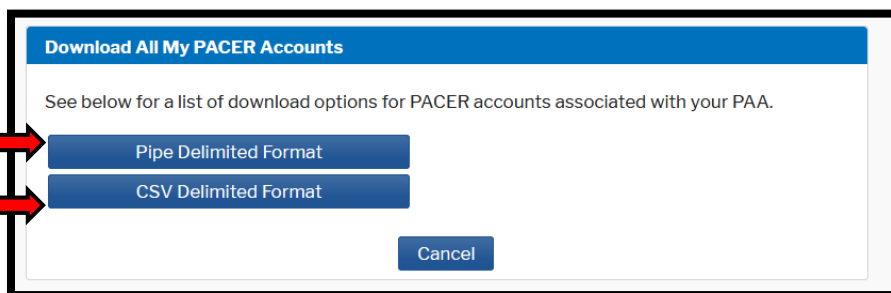 Download All My PACER Accounts
See below for a list of download options for PACER accounts associated with your PAA.
Pipe Delimited Format
CSV Delimited Format
Cancel